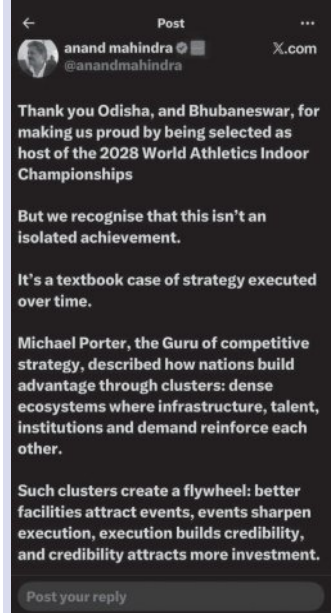 Post
anand mahindra
X.com
@anandmahindra
Thank you Odisha, and Bhubaneswar, for
making us proud by being selected as
host of the 2028 World Athletics Indoor
Championships
But we recognise that this isn’t an
isolated achievement.
It’s a textbook case of strategy executed
over time.
Michael Porter, the Guru of competitive
strategy, described how nations build
advantage through clusters: dense
ecosystems where infrastructure, talent,
institutions and demand reinforce each
other.
Such clusters create a flywheel: better
facilities attract events, events sharpen
execution, execution builds credibility,
and credibility attracts more investment.
Post your reply